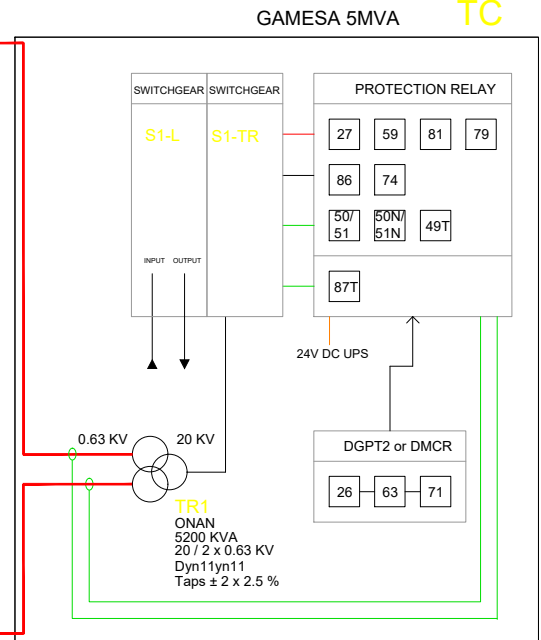 GAMESA 5MVA TC
SWITCHGEAR SWITCHGEAR PROTECTION RELAY
S1-L S1-TR
27 59 81 79
86 74
50/
51
50N/
51N
49T
INPUT OUTPUT
87T
24V DC UPS
0.63 KV 20 KV
DGPT2 or DMCR
26 63 71
TR1
ONAN
5200 KVA
20 / 2 x 0.63 KV
Dyn11yn11
Taps ± 2 x 2.5 %